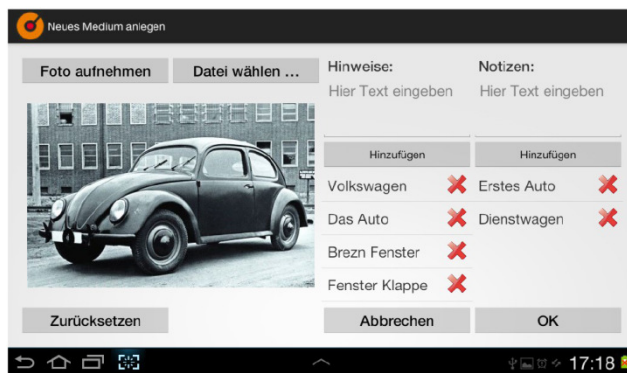 Neues Medium anlegen
Foto aufnehmen
Datei wählen ...
Zurücksetzen
Hinweise:
Hier Text eingeben
Hinzufügen
Volkswagen
Das Auto
Brezn Fenster
Fenster Klappe
Abbrechen
Notizen:
Hier Text eingeben
Hinzufügen
Erstes Auto
Dienstwagen
OK
17:18